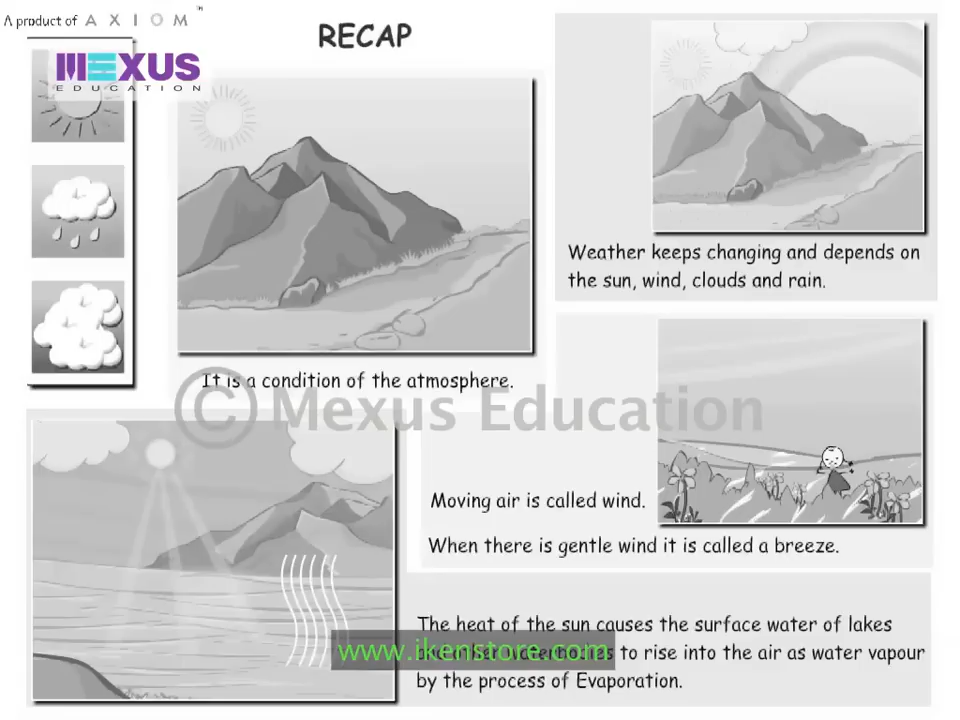 A product of AXIOM™
MEXUS
EDUCATION
RECAP
Weather keeps changing and depends on
the sun, wind, clouds and rain.
It is a condition of the atmosphere.
© Mexus Education
Moving air is called wind.
When there is gentle wind it is called a breeze.
The heat of the sun causes the surface water of lakes
to rise into the air as water vapour
www.ikenstore.com
by the process of Evaporation.